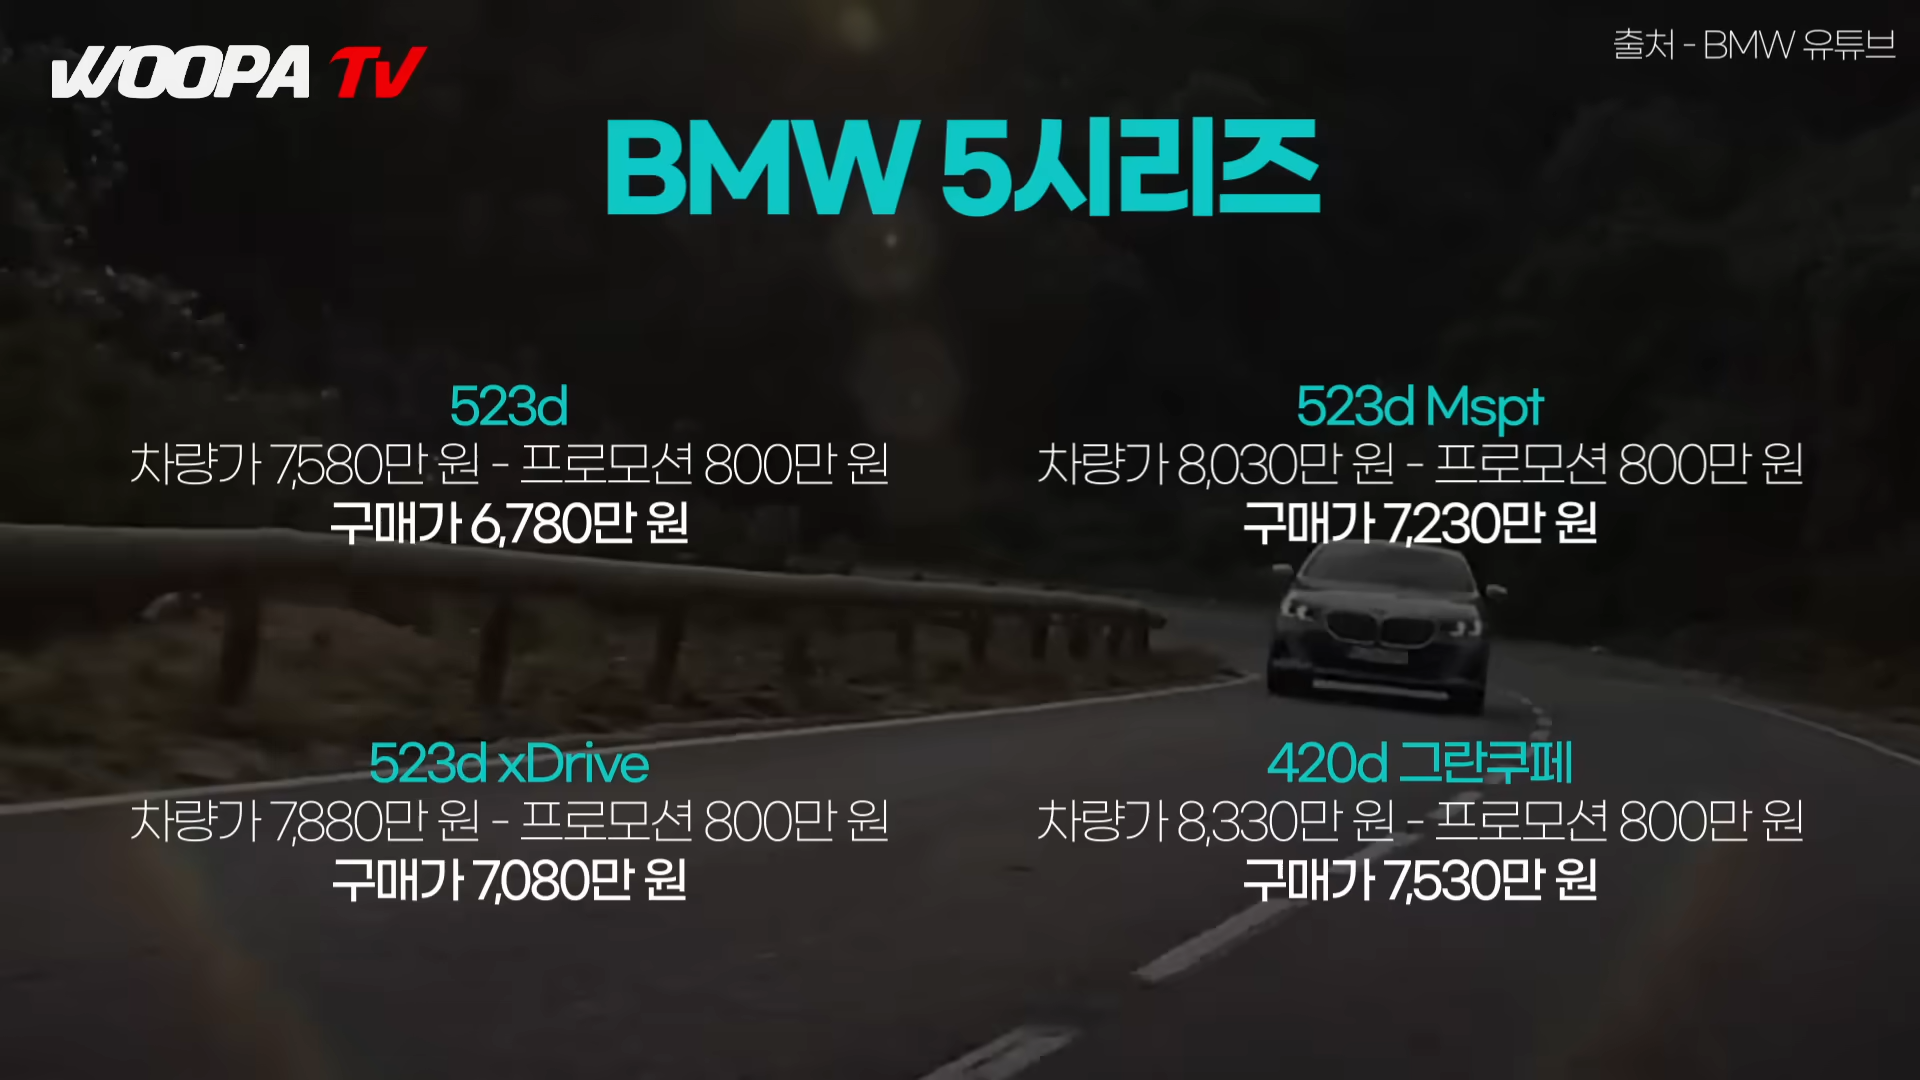 WOOPA TV
출처 - BMW 유튜브
BMW 5시리즈
523d
차량가 7,580만 원 - 프로모션 800만 원
구매가 6,780만 원
523d Mspt
차량가 8,030만 원 - 프로모션 800만 원
구매가 7,230만 원
523d xDrive
차량가 7,880만 원 - 프로모션 800만 원
구매가 7,080만 원
420d 그란쿠페
차량가 8,330만 원 - 프로모션 800만 원
구매가 7,530만 원